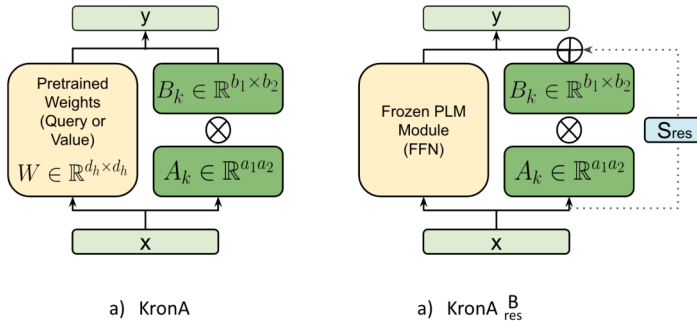 y
Pretrained
Weights
(Query or
Value)
W ∈ ℝ^{d_h×d_h}
B_k ∈ ℝ^{b_1×b_2}
⊗
A_k ∈ ℝ^{a_1a_2}
x
a) KronA
y
Frozen PLM
Module
(FFN)
B_k ∈ ℝ^{b_1×b_2}
⊗
A_k ∈ ℝ^{a_1a_2}
S_res
x
a) KronA ^B_res